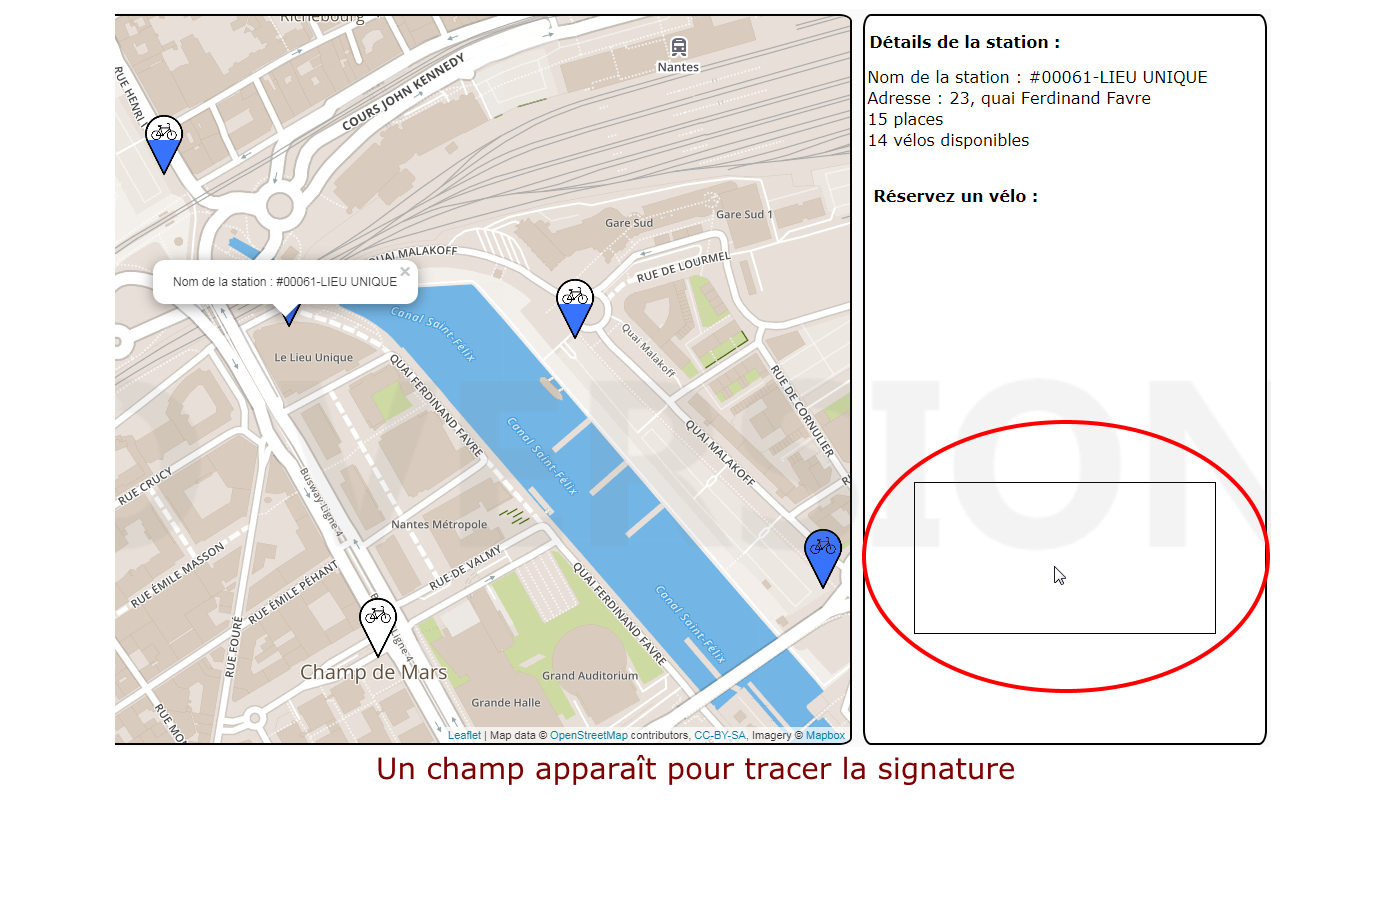 Richebourg
Nantes
RUE HENRI I
COURS JOHN KENNEDY
Gare Sud
Gare Sud 1
QUAI MALAKOFF
RUE DE LOURMEL
Nom de la station : #00061-LIEU UNIQUE
×
Canal Saint-Félix
Le Lieu Unique
Quai Malakoff
QUAI FERDINAND FAVRE
RUE DE CORNULIER
Canal Saint-Félix
QUAI MALAKOFF
RUE CRUCY
Busway Ligne 4
Nantes Métropole
RUE ÉMILE MASSON
RUE ÉMILE PÉHANT
RUE DE VALMY
QUAI FERDINAND FAVRE
Canal Saint-Félix
RUE FOURÉ
Ligne 4
Champ de Mars
Grand Auditorium
Grande Halle
RUE MO
Leaflet | Map data © OpenStreetMap contributors, CC-BY-SA, Imagery © Mapbox
Détails de la station :
Nom de la station : #00061-LIEU UNIQUE
Adresse : 23, quai Ferdinand Favre
15 places
14 vélos disponibles
Réservez un vélo :
Un champ apparaît pour tracer la signature